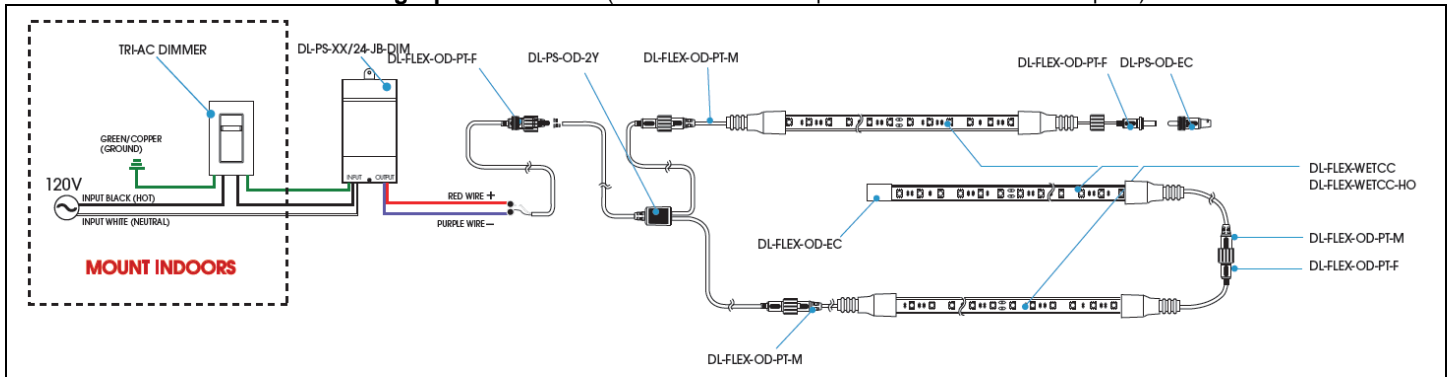 TRI-AC DIMMER
DL-PS-XX/24-JB-DIM
DL-FLEX-OD-PT-F
DL-PS-OD-2Y
DL-FLEX-OD-PT-M
DL-FLEX-OD-PT-F
DL-PS-OD-EC
GREEN/COPPER
(GROUND)
120V
INPUT BLACK (HOT)
INPUT WHITE (NEUTRAL)
INPUT
OUTPUT
RED WIRE +
PURPLE WIRE –
MOUNT INDOORS
DL-FLEX-WETCC
DL-FLEX-WETCC-HO
DL-FLEX-OD-EC
DL-FLEX-OD-PT-M
DL-FLEX-OD-PT-F
DL-FLEX-OD-PT-M